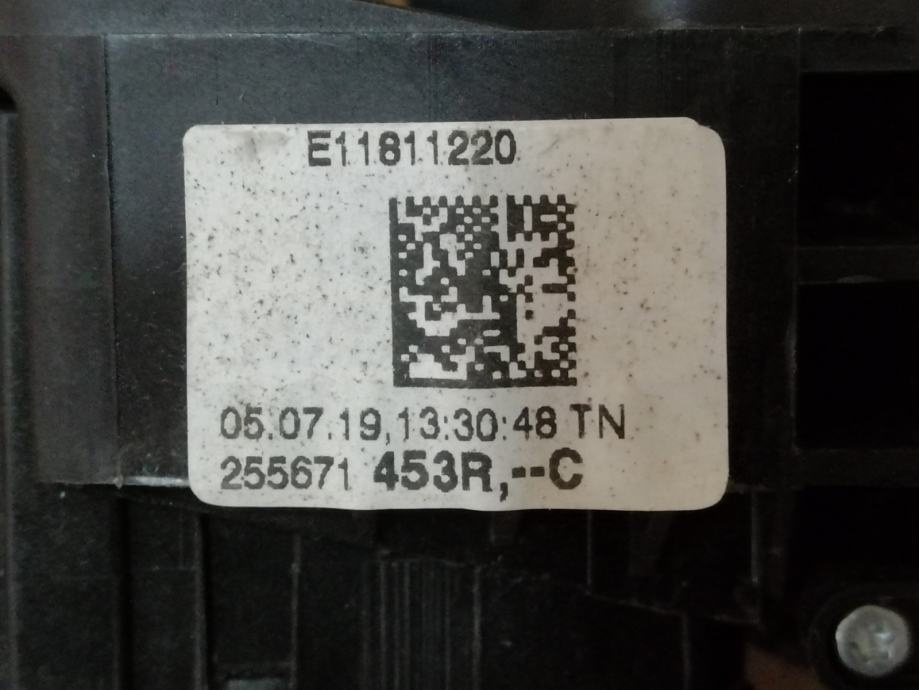 E11811220
05.07.19,13:30:48 TN
255671 453R,--C